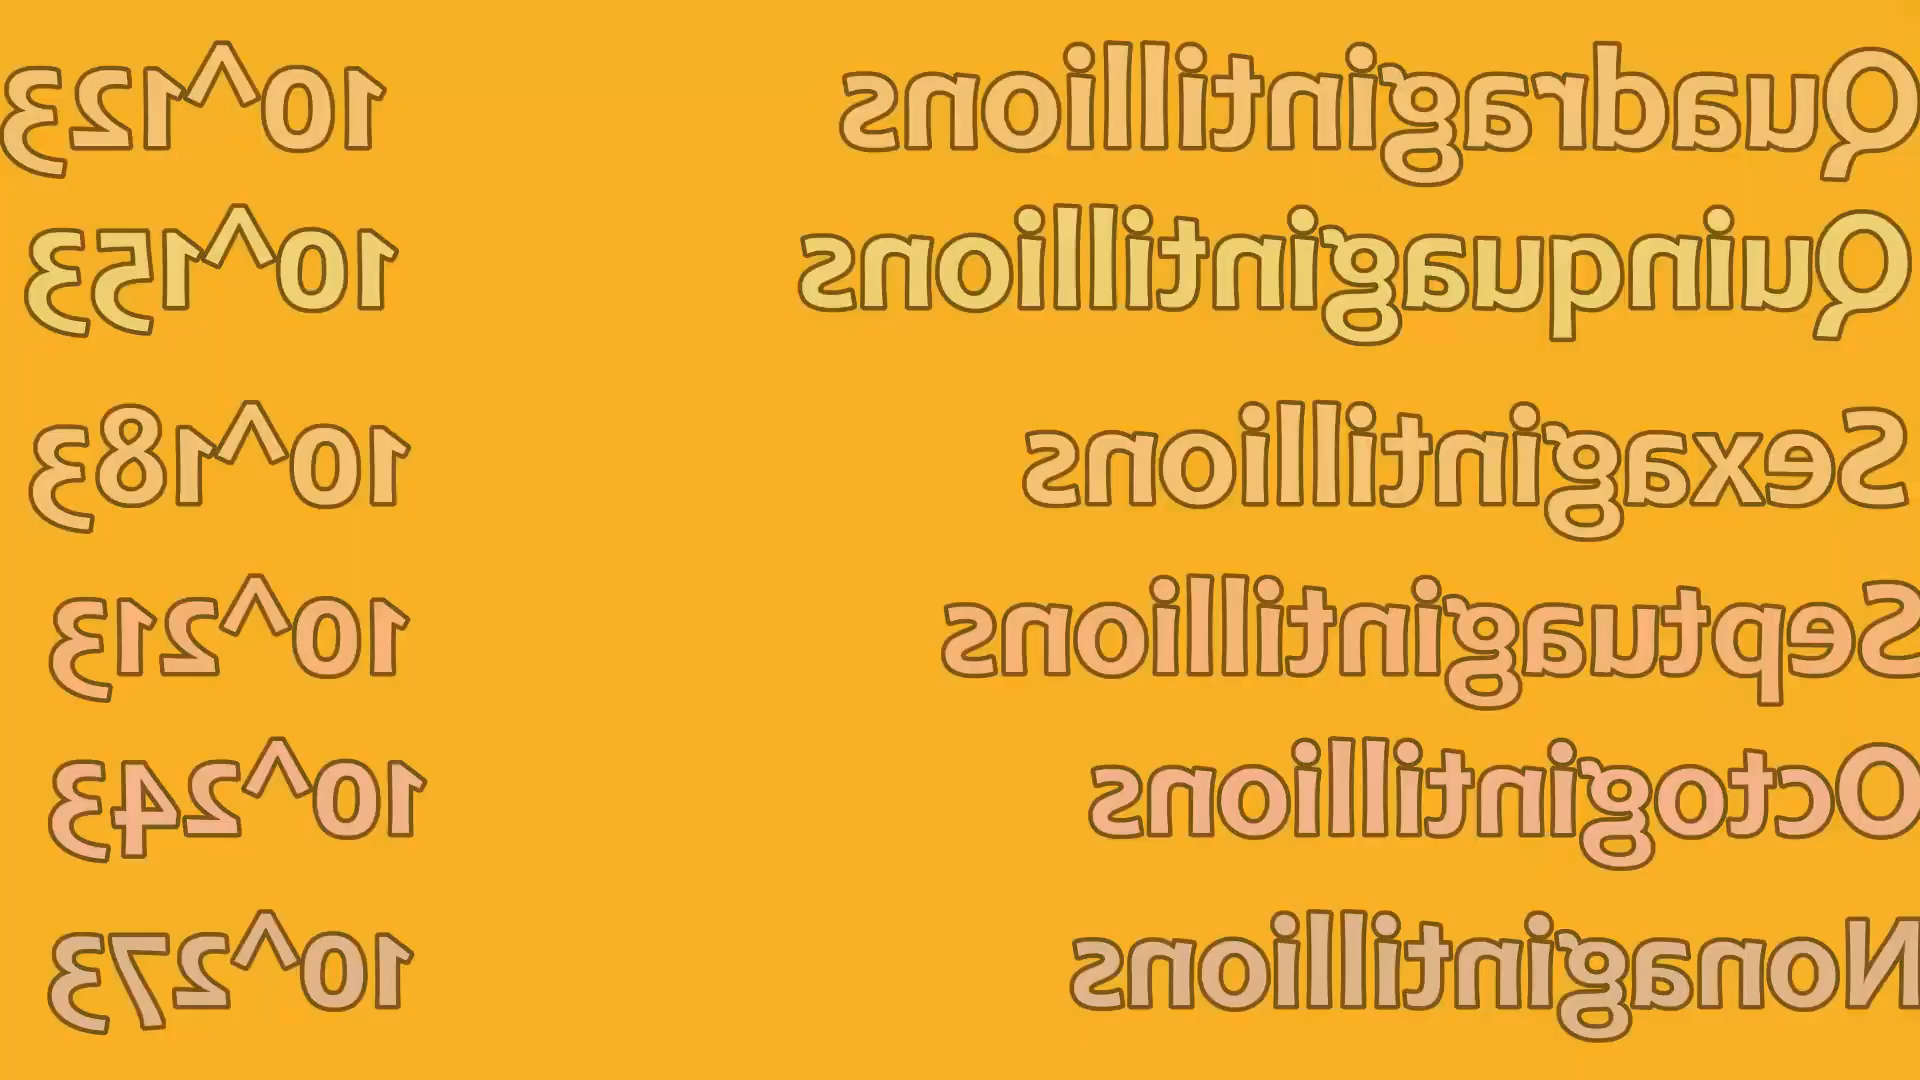 Quadragintillions 10^123
Quinquagintillions 10^153
Sexagintillions 10^183
Septuagintillions 10^213
Octogintillions 10^243
Nonagintillions 10^273